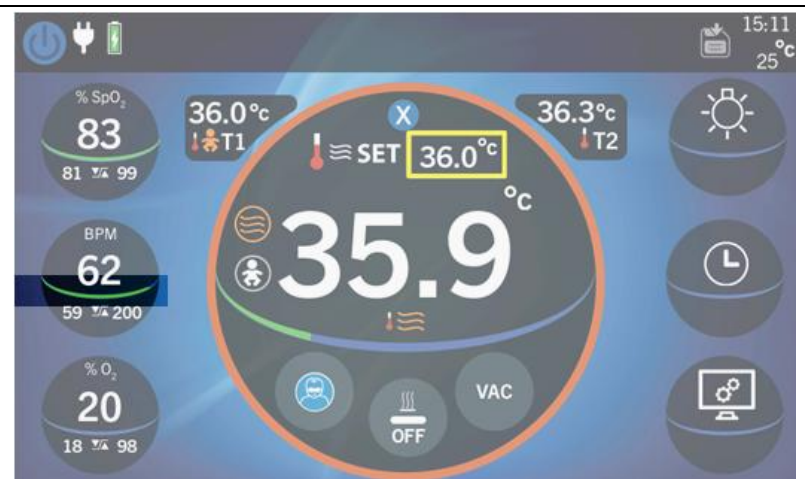 15:11
25°c
% SpO₂
83
81 99
36.0°c
T1
X
SET 36.0°c
36.3°c
T2
°c
35.9
BPM
62
59 200
% O₂
20
18 98
OFF
VAC